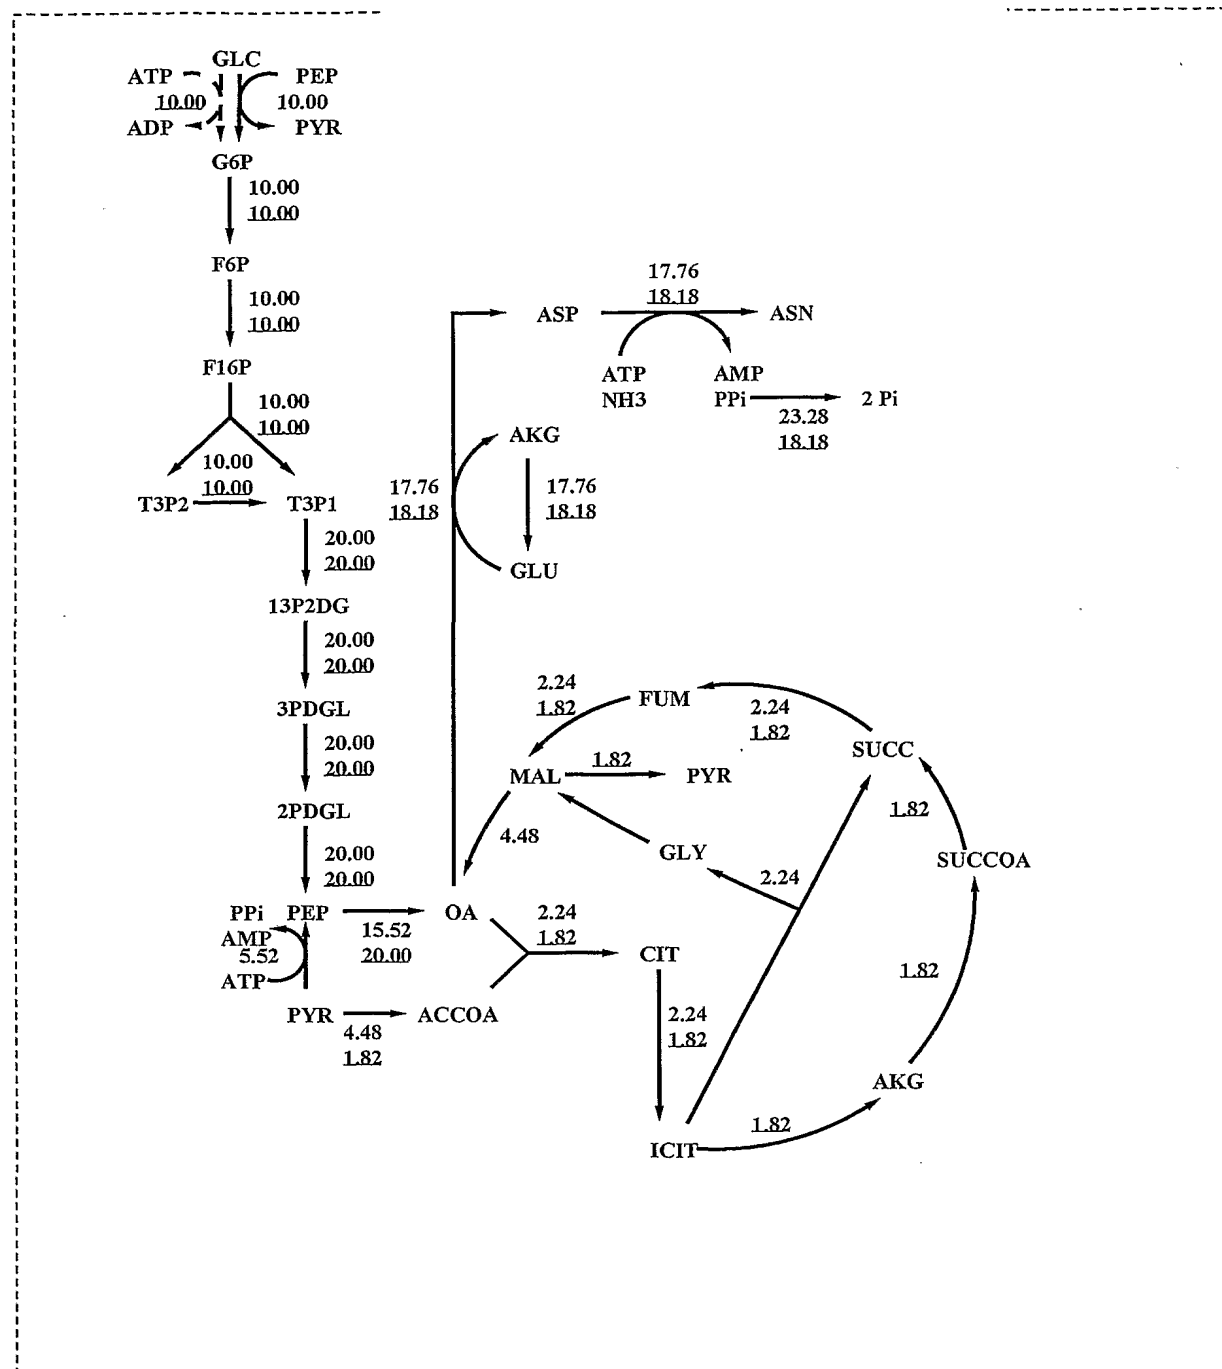 GLC
ATP PEP
10.00 10.00
ADP PYR
G6P
10.00
10.00
F6P
10.00
10.00
F16P
10.00
10.00
10.00
10.00
T3P2 T3P1
20.00
20.00
13P2DG
20.00
20.00
3PDGL
20.00
20.00
2PDGL
20.00
20.00
PPi PEP
AMP
5.52
ATP
PYR
15.52
20.00
4.48
1.82
OA
ACCOA
17.76
18.18
17.76
18.18
ASP ASN
ATP AMP
NH3 PPi 2 Pi
23.28
18.18
AKG
17.76
18.18
GLU
2.24
1.82
FUM
2.24
1.82
SUCC
MAL
1.82
PYR
4.48
GLY
2.24
1.82
SUCCOA
2.24
1.82
CIT
1.82
2.24
1.82
AKG
1.82
ICIT